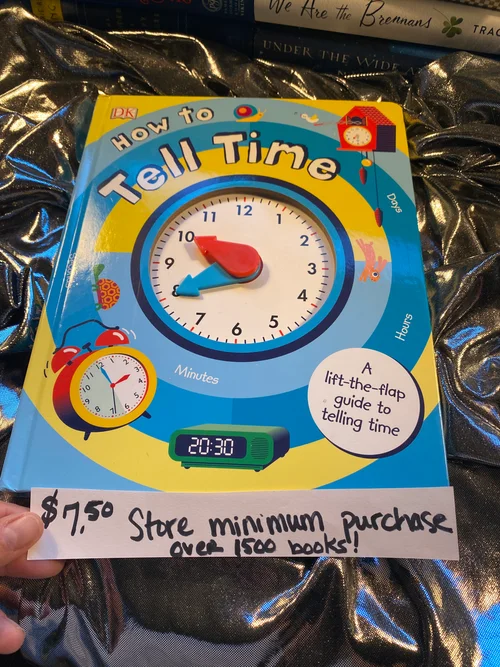 We Are the Brennans
TRAC
UNDER THE WIDE
DK
How to
Tell Time
12
1
2
3
4
5
6
7
8
9
10
11
Days
Hours
Minutes
20:30
A
lift-the-flap
guide to
telling time
$7.50 Store minimum purchase
over 1500 books!